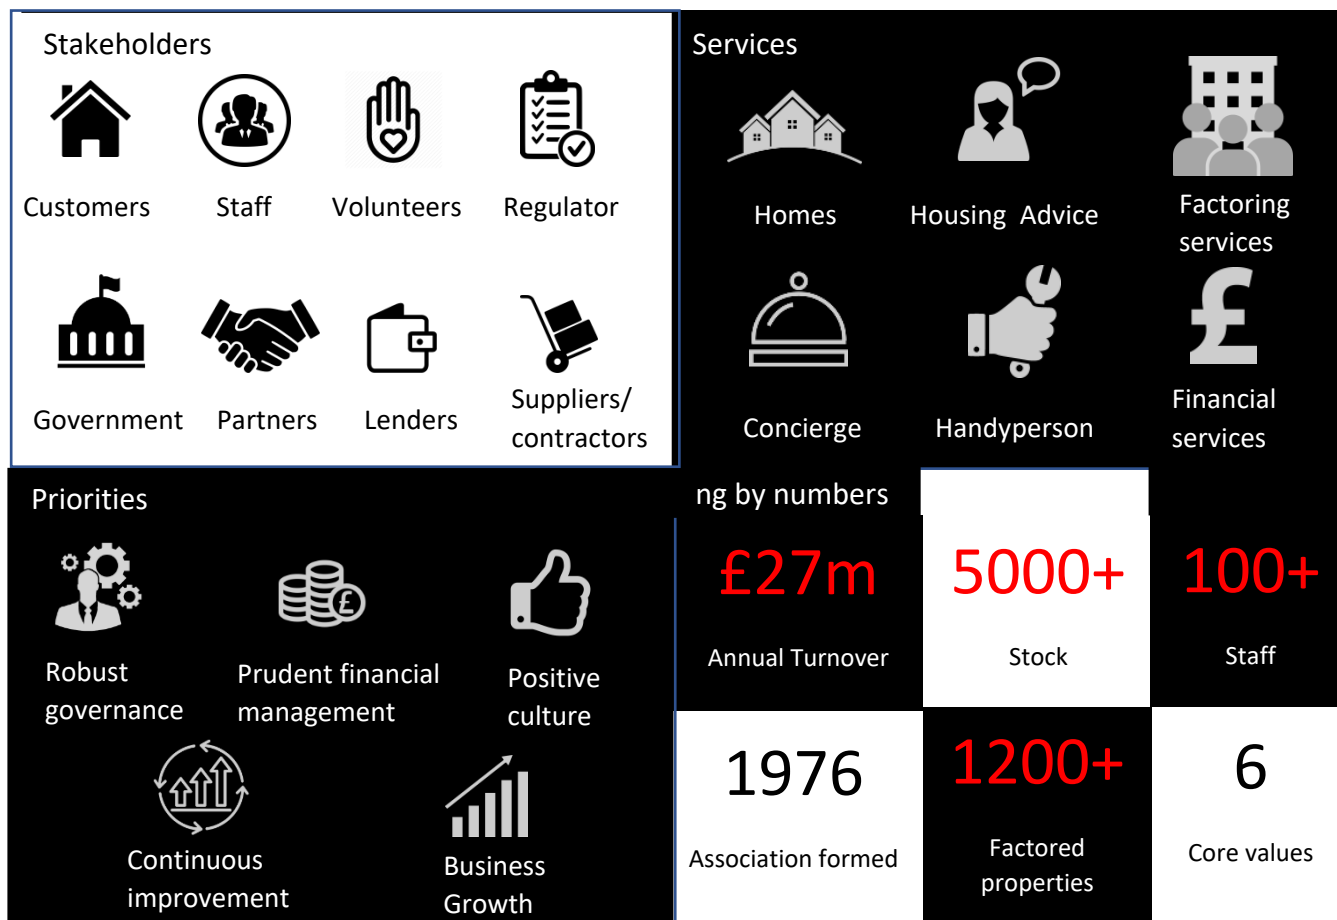 Stakeholders
Customers
Staff
Volunteers
Regulator
Government
Partners
Lenders
Suppliers/
contractors
Services
Homes
Housing Advice
Factoring
services
Concierge
Handyperson
Financial
services
Priorities
Robust
governance
Prudent financial
management
Positive
culture
Continuous
improvement
Business
Growth
ng by numbers
£27m
Annual Turnover
5000+
Stock
100+
Staff
1976
Association formed
1200+
Factored
properties
6
Core values